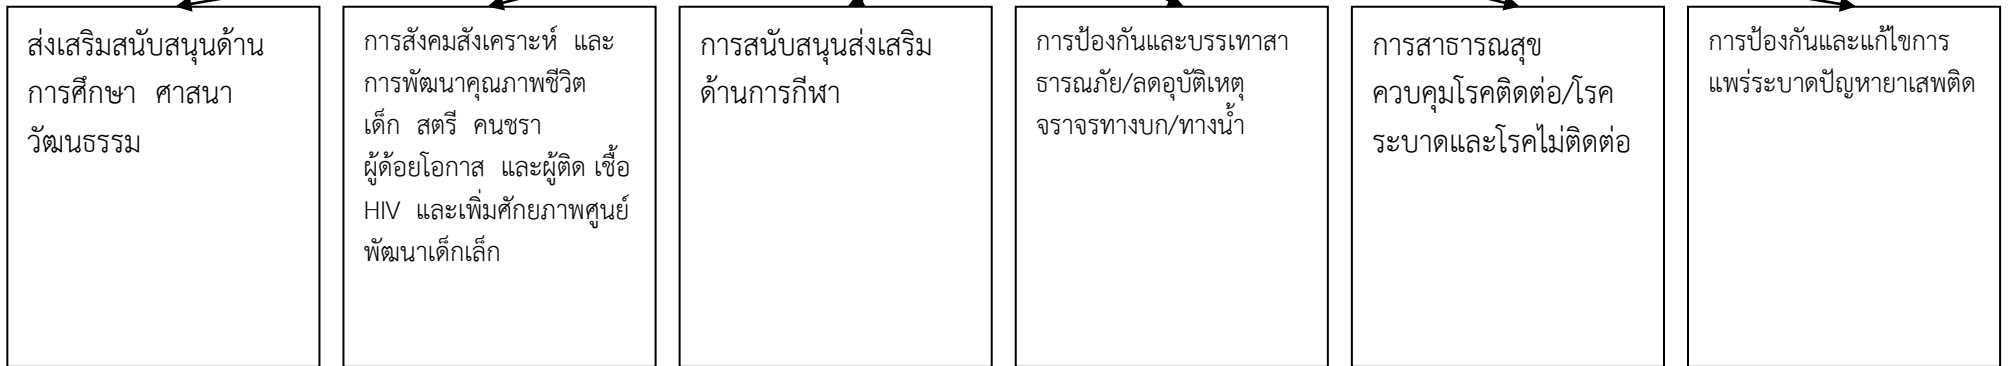 ส่งเสริมสนับสนุนด้าน
การศึกษา ศาสนา
วัฒนธรรม
การสังคมสังเคราะห์ และ
การพัฒนาคุณภาพชีวิต
เด็ก สตรี คนชรา
ผู้ด้อยโอกาส และผู้ติด เชื้อ
HIV และเพิ่มศักยภาพศูนย์
พัฒนาเด็กเล็ก
การสนับสนุนส่งเสริม
ด้านการกีฬา
การป้องกันและบรรเทาสา
ธารณภัย/ลดอุบัติเหตุ
จราจรทางบก/ทางน้ำ
การสาธารณสุข
ควบคุมโรคติดต่อ/โรค
ระบาดและโรคไม่ติดต่อ
การป้องกันและแก้ไขการ
แพร่ระบาดปัญหายาเสพติด